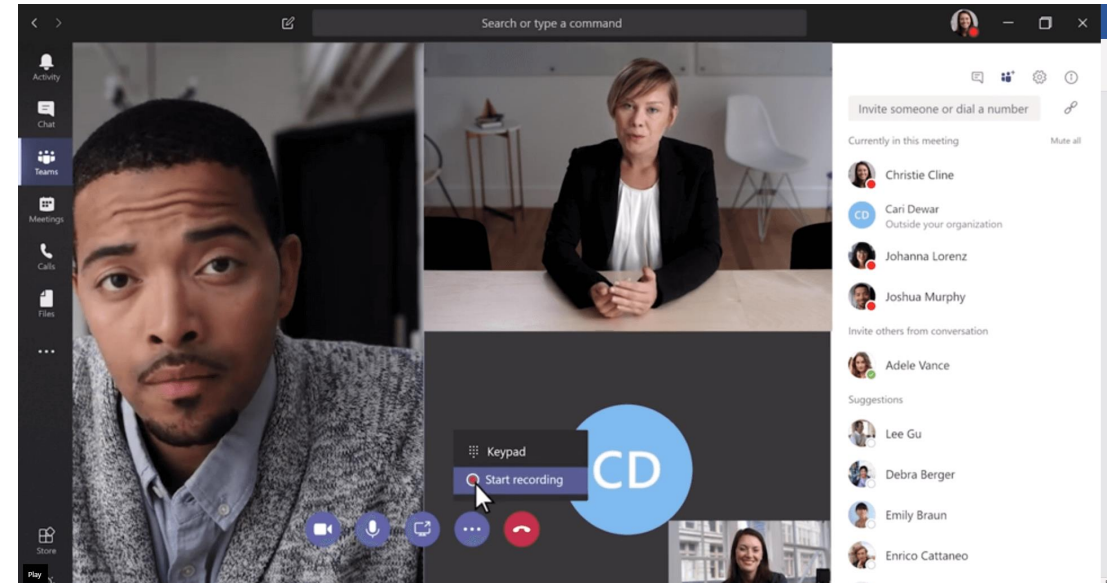 Search or type a command
Activity
Chat
Teams
Meetings
Calls
Files
Store
Play
Keypad
Start recording
CD
Invite someone or dial a number
Currently in this meeting
Mute all
Christie Cline
CD
Cari Dewar
Outside your organization
Johanna Lorenz
Joshua Murphy
Invite others from conversation
Adele Vance
Suggestions
Lee Gu
Debra Berger
Emily Braun
Enrico Cattaneo